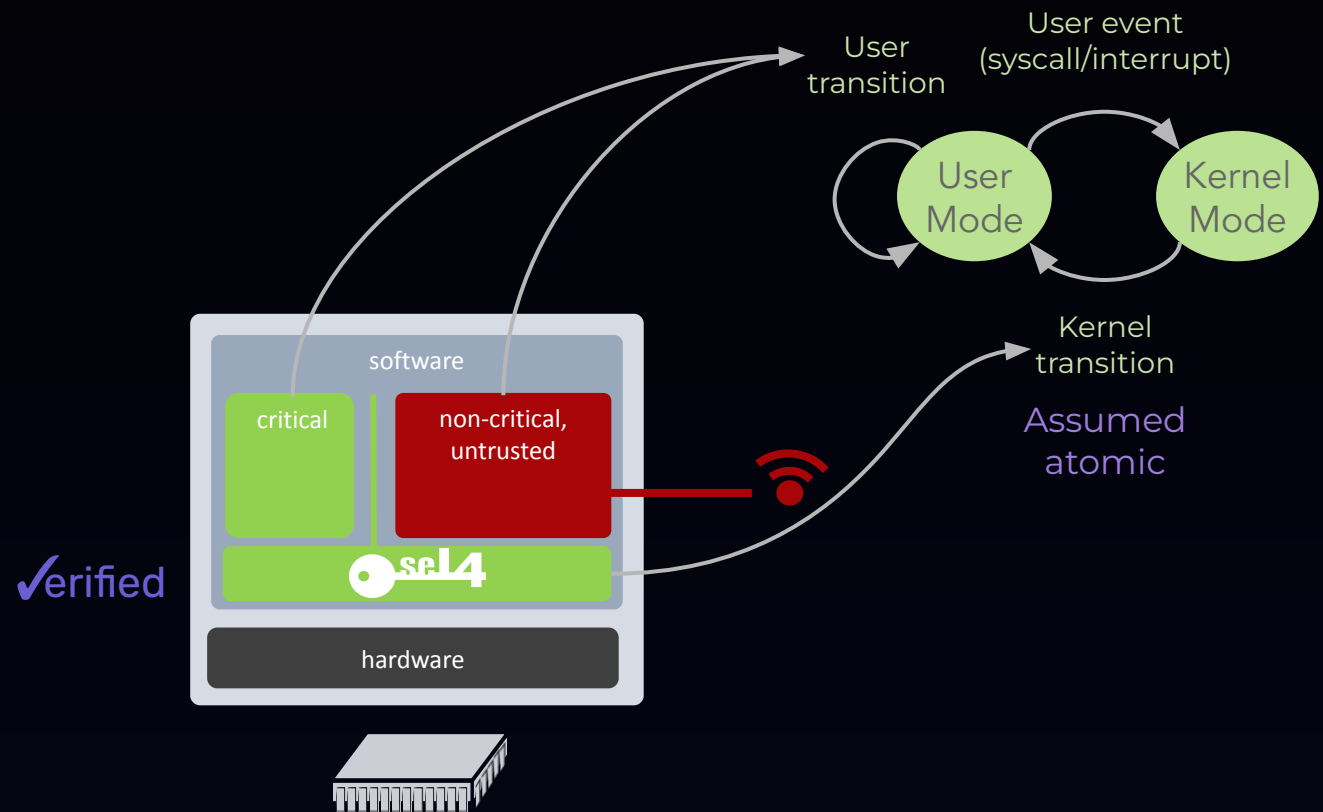 User
transition
User event
(syscall/interrupt)
User
Mode
Kernel
Mode
Kernel
transition
Assumed
atomic
software
critical
non-critical,
untrusted
seL4
✓erified
hardware